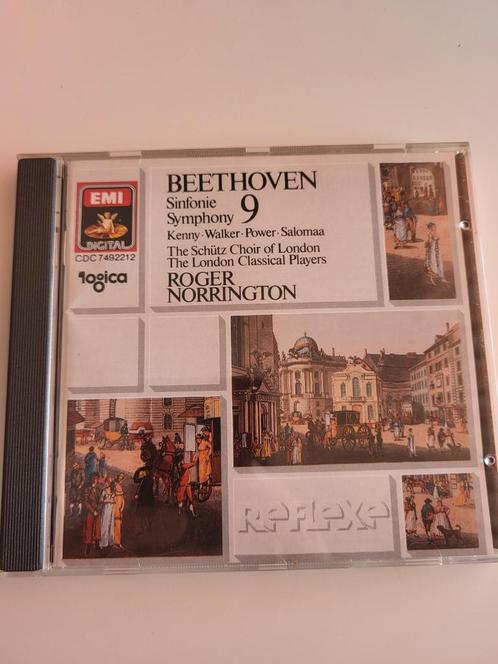 EMI
DIGITAL
CDC 7492212
logica
BEETHOVEN
Sinfonie
Symphony 9
Kenny · Walker · Power · Salomaa
The Schütz Choir of London
The London Classical Players
ROGER
NORRINGTON
REFLEXE